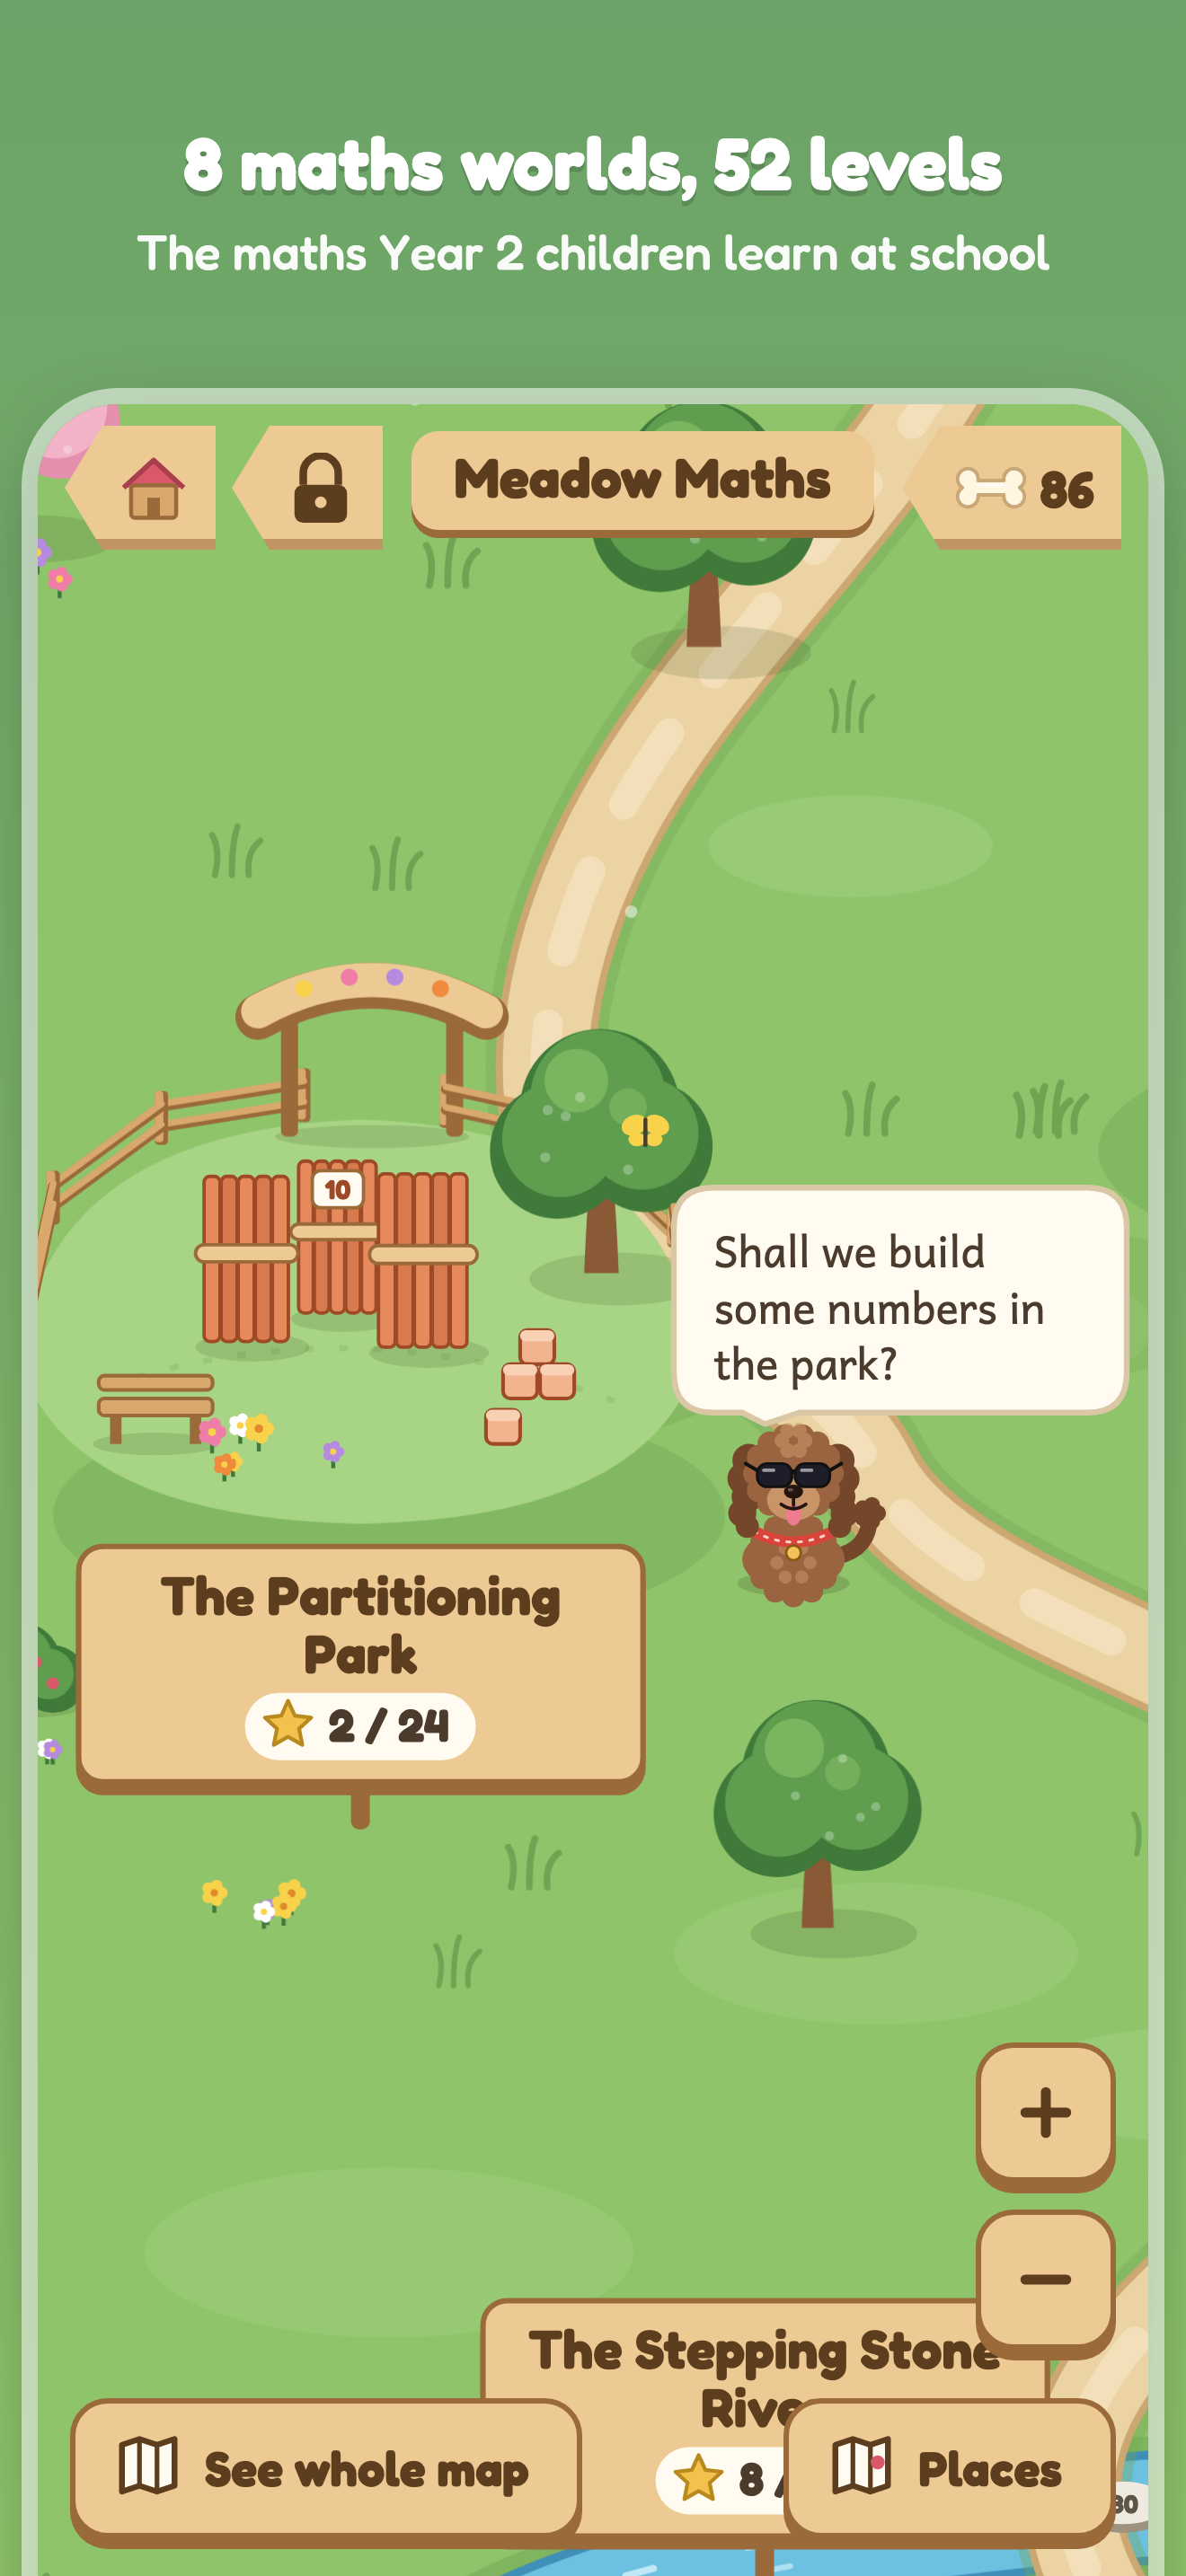 8 maths worlds, 52 levels
The maths Year 2 children learn at school
Meadow Maths
86
10
Shall we build
some numbers in
the park?
The Partitioning
Park
2 / 24
+
−
The Stepping Stone
Rive
8 /
See whole map
Places
30